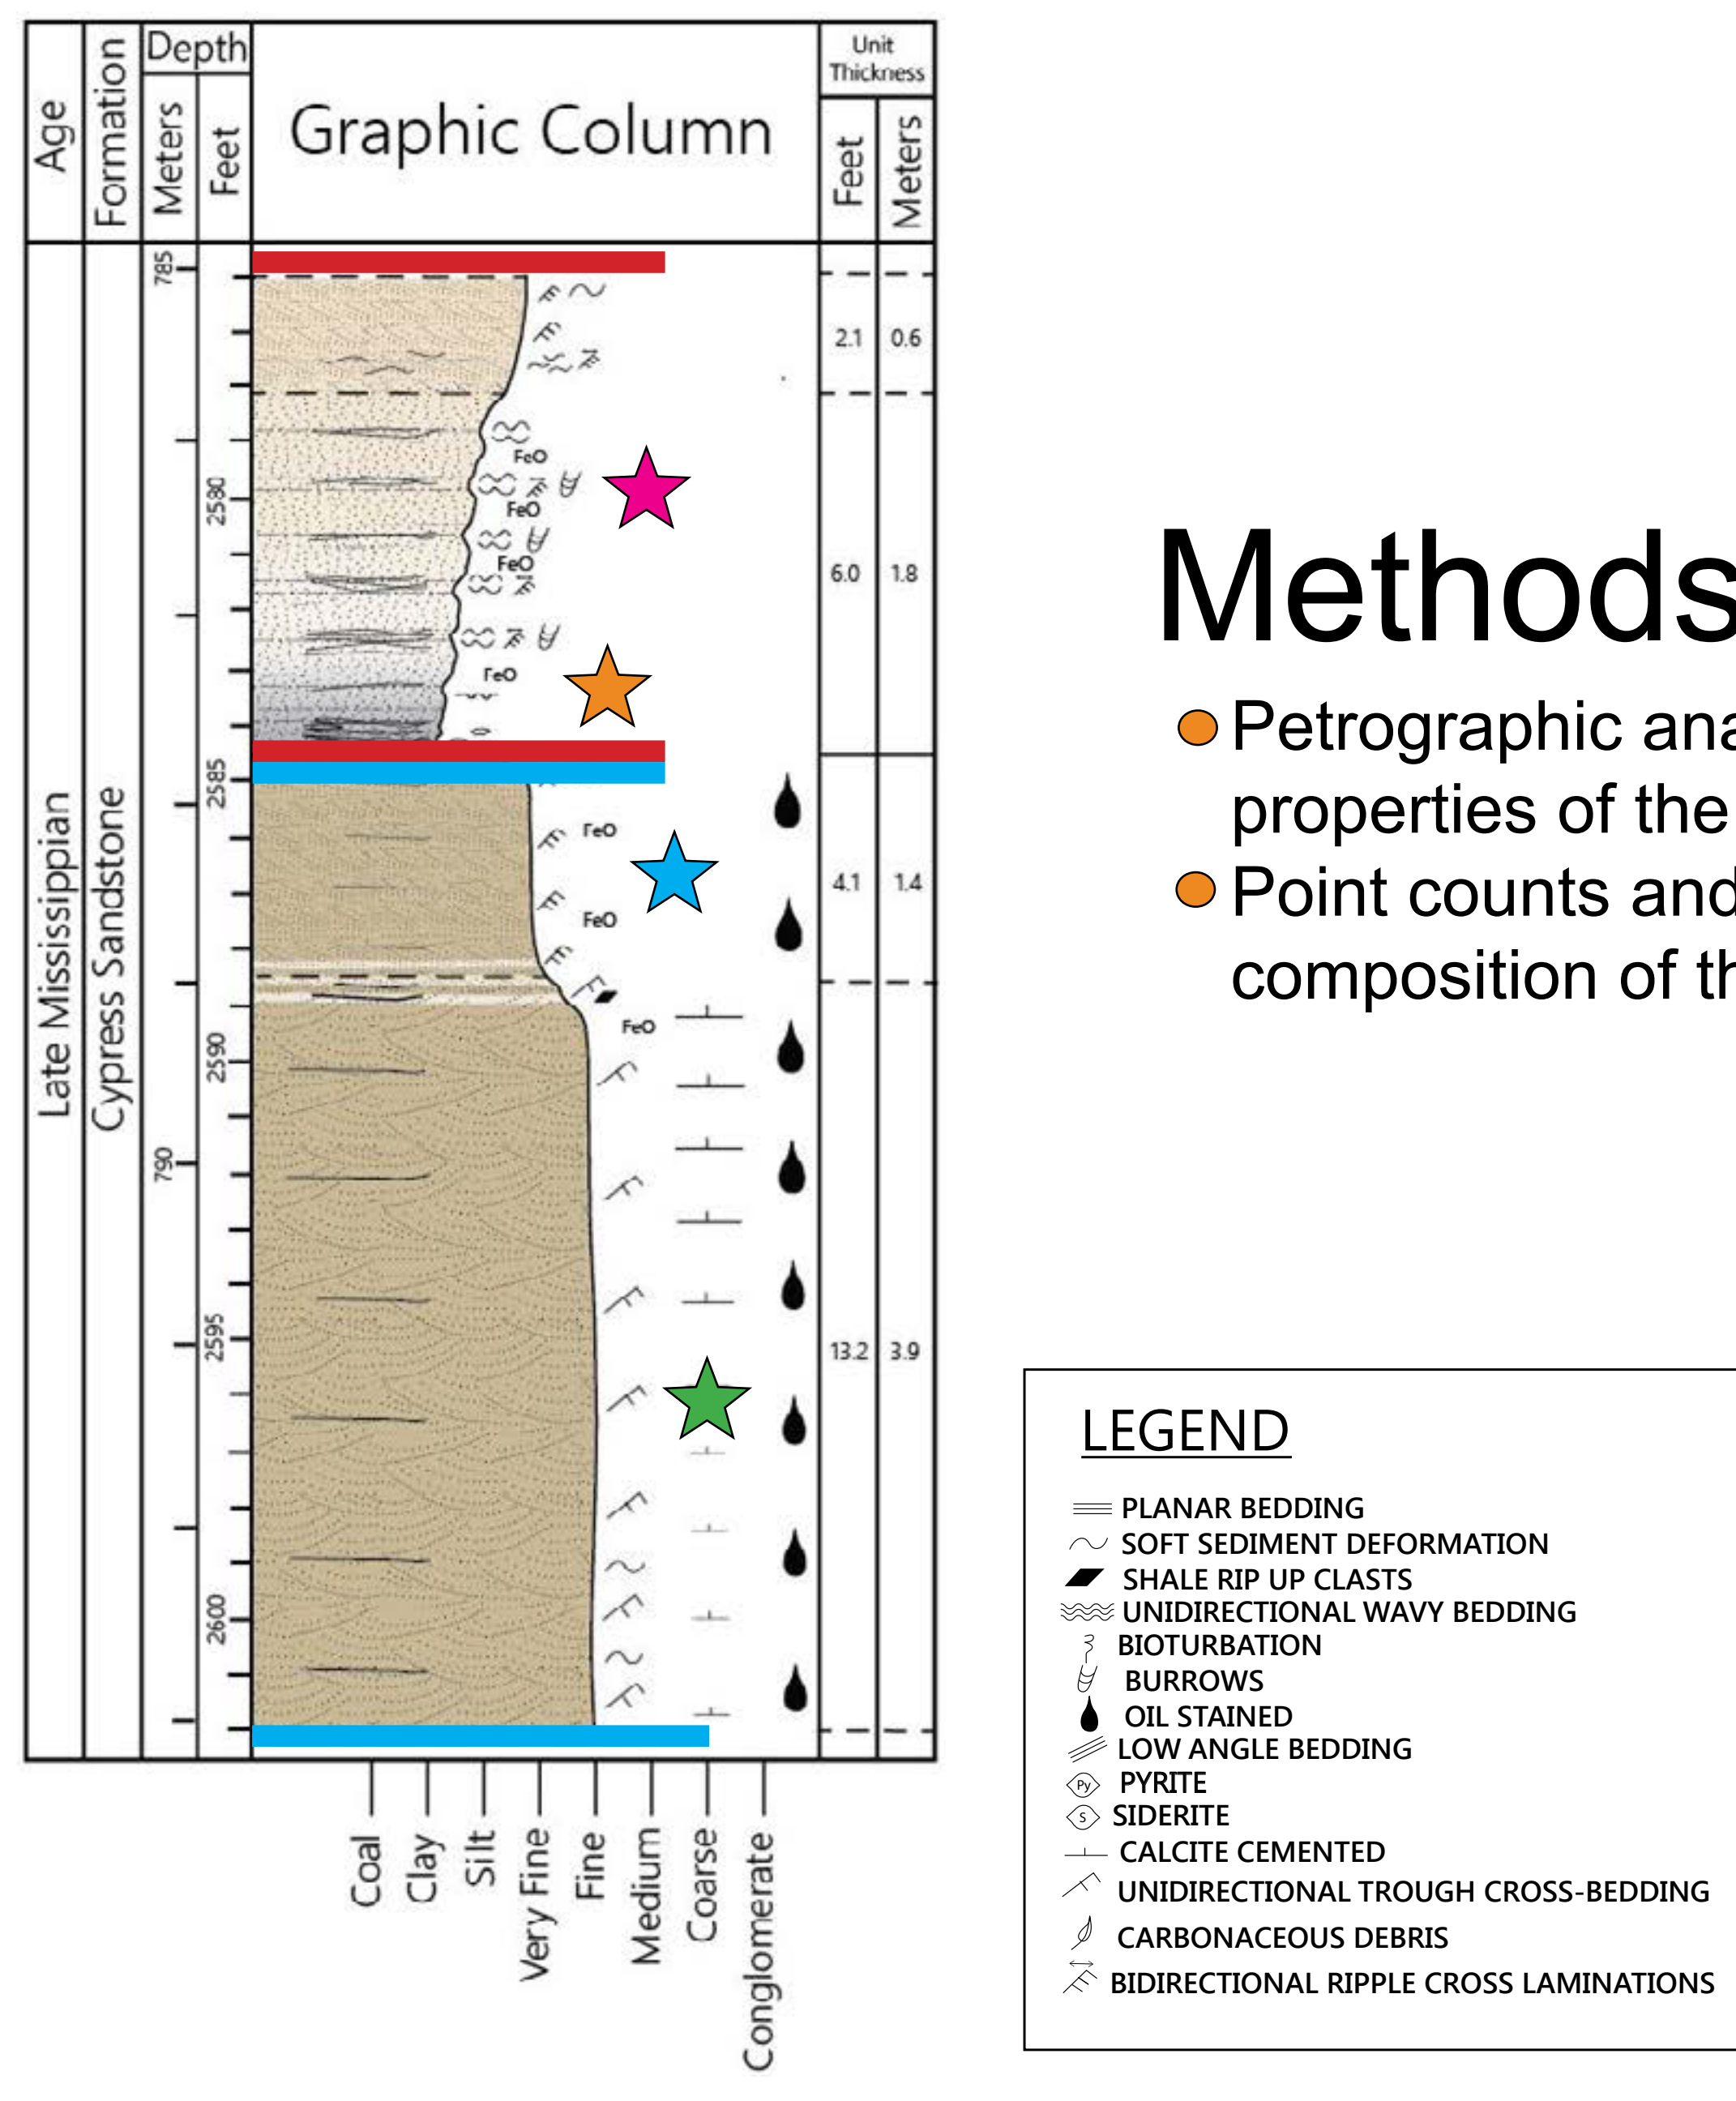 Age
Formation
Depth
Meters
Feet
Graphic Column
Unit
Thickness
Feet
Meters
Late Mississippian
Cypress Sandstone
785
790
2580
2585
2590
2595
2600
FeO
FeO
FeO
FeO
FeO
FeO
FeO
2.1 0.6
6.0 1.8
4.1 1.4
13.2 3.9
Coal
Clay
Silt
Very Fine
Fine
Medium
Coarse
Conglomerate
Methods
Petrographic ana
properties of the
Point counts and
composition of th
LEGEND
PLANAR BEDDING
SOFT SEDIMENT DEFORMATION
SHALE RIP UP CLASTS
UNIDIRECTIONAL WAVY BEDDING
BIOTURBATION
BURROWS
OIL STAINED
LOW ANGLE BEDDING
Py PYRITE
S SIDERITE
CALCITE CEMENTED
UNIDIRECTIONAL TROUGH CROSS-BEDDING
CARBONACEOUS DEBRIS
BIDIRECTIONAL RIPPLE CROSS LAMINATIONS